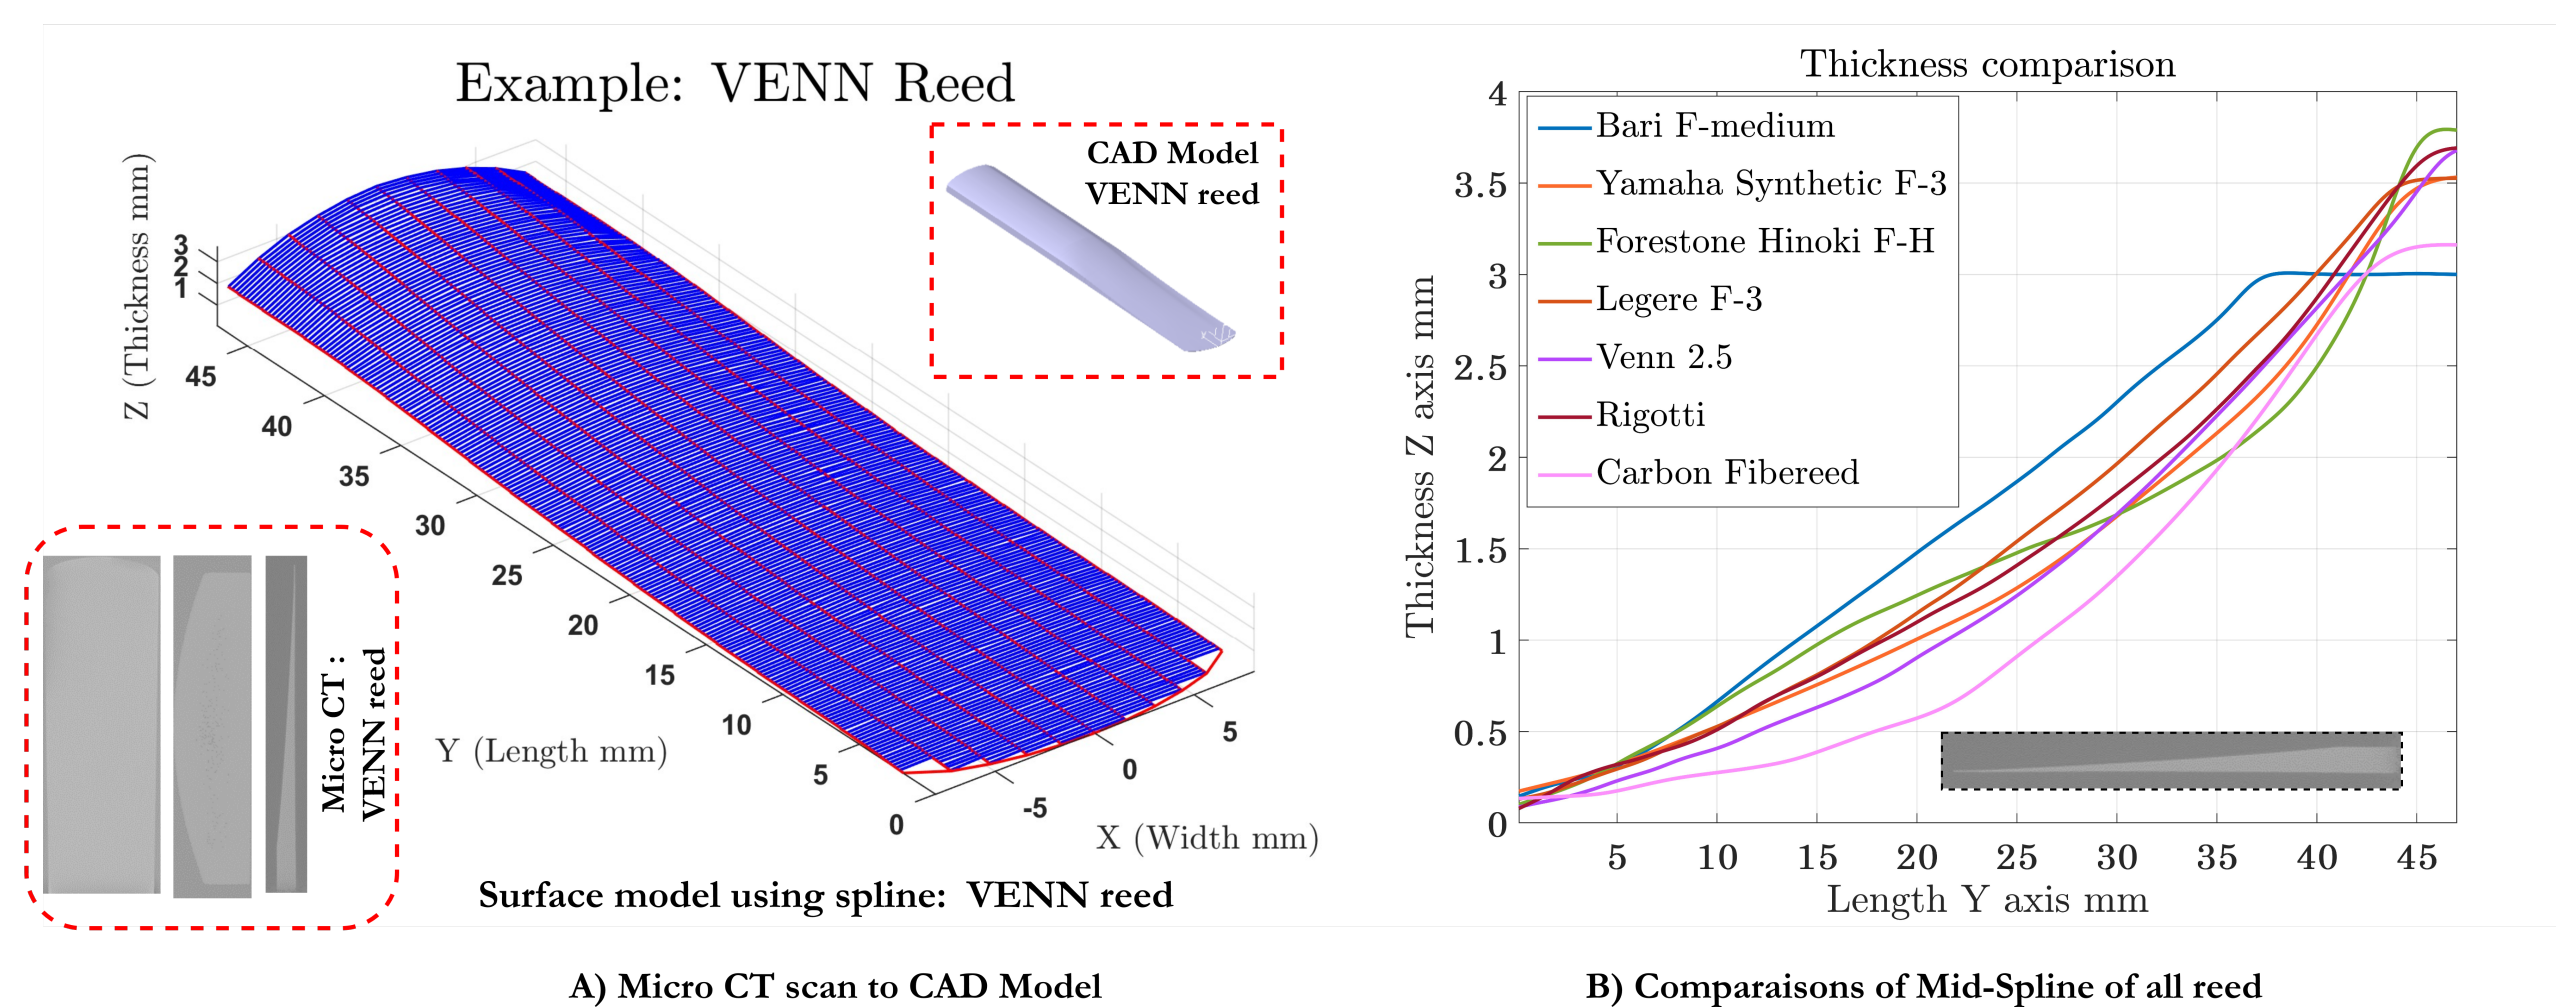 Example: VENN Reed
CAD Model
VENN reed
Z (Thickness mm)
3
2
1
45
40
35
30
25
20
15
10
5
0
Y (Length mm)
5
0
-5
X (Width mm)
Micro CT :
VENN reed
Surface model using spline: VENN reed
A) Micro CT scan to CAD Model
Thickness comparison
Bari F-medium
Yamaha Synthetic F-3
Forestone Hinoki F-H
Legere F-3
Venn 2.5
Rigotti
Carbon Fibereed
Thickness Z axis mm
4
3.5
3
2.5
2
1.5
1
0.5
0
5 10 15 20 25 30 35 40 45
Length Y axis mm
B) Comparaisons of Mid-Spline of all reed